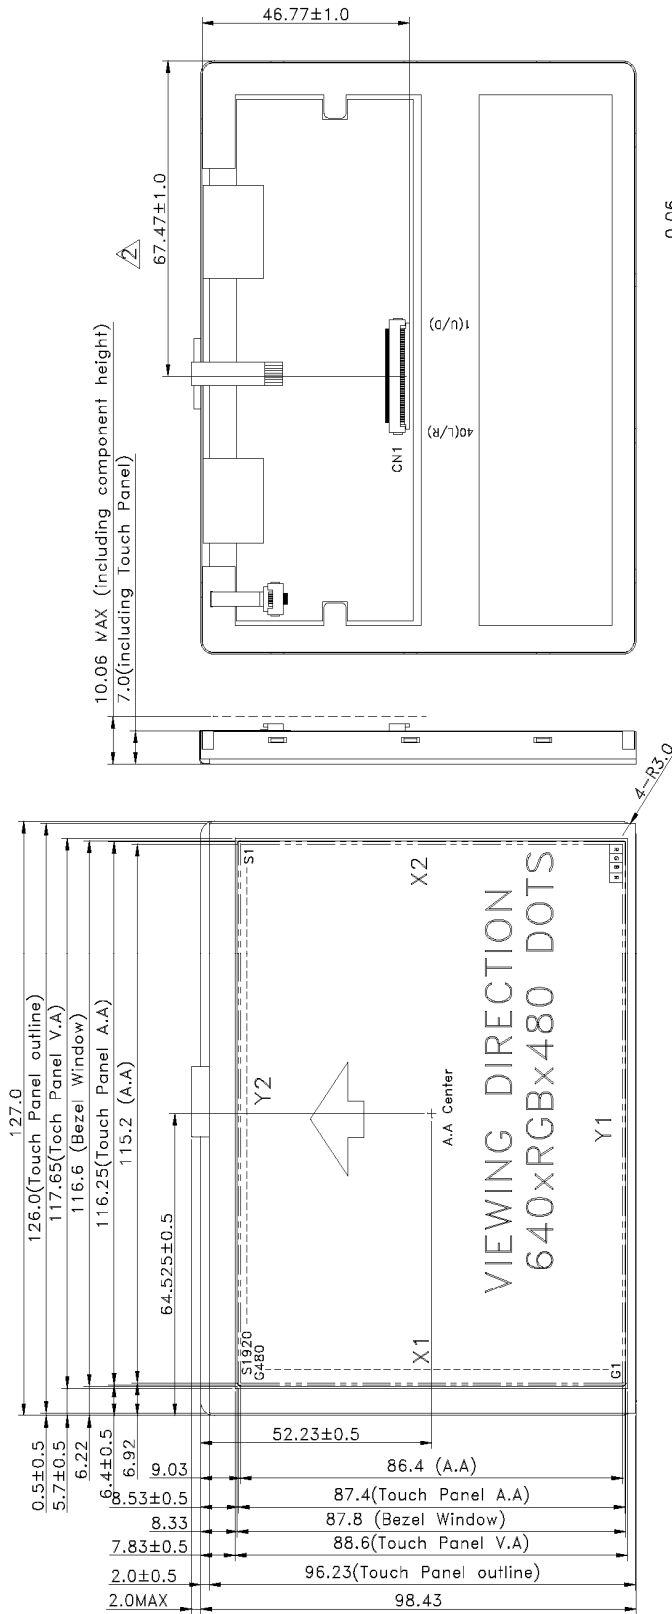 46.77±1.0
67.47±1.0
2
0.06
1(U/D)
40(L/R)
CN1
10.06 MAX (including component height)
7.0(including Touch Panel)
4-R3.0
127.0
126.0(Touch Panel outline)
117.65(Toch Panel V.A)
116.6 (Bezel Window)
116.25(Touch Panel A.A)
115.2 (A.A)
64.525±0.5
S1
X2
R G B R
Y2
A.A Center
VIEWING DIRECTION
640xRGBx480 DOTS
Y1
S1920
G480
X1
G1
0.5±0.5
5.7±0.5
6.22
6.4±0.5
6.92
52.23±0.5
9.03
86.4 (A.A)
8.53±0.5
87.4(Touch Panel A.A)
8.33
87.8 (Bezel Window)
7.83±0.5
88.6(Touch Panel V.A)
2.0±0.5
96.23(Touch Panel outline)
2.0MAX
98.43